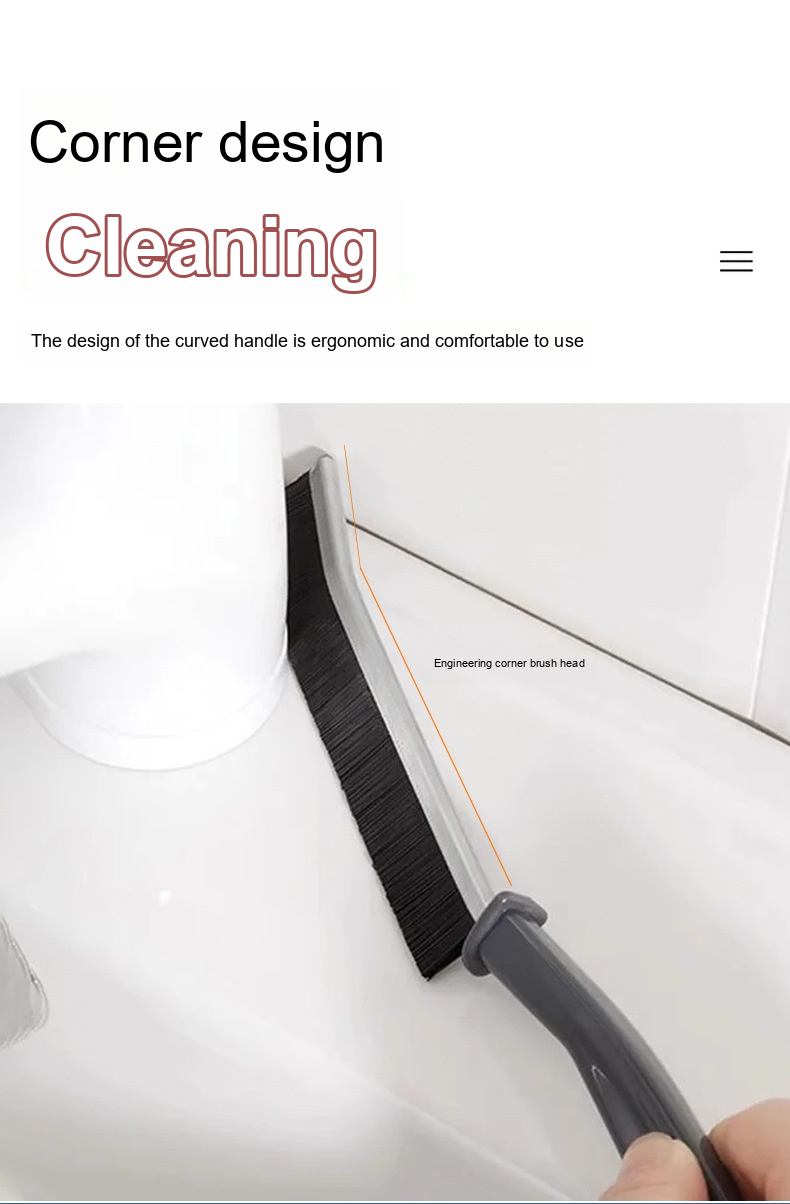 Corner design
Cleaning
The design of the curved handle is ergonomic and comfortable to use
Engineering corner brush head